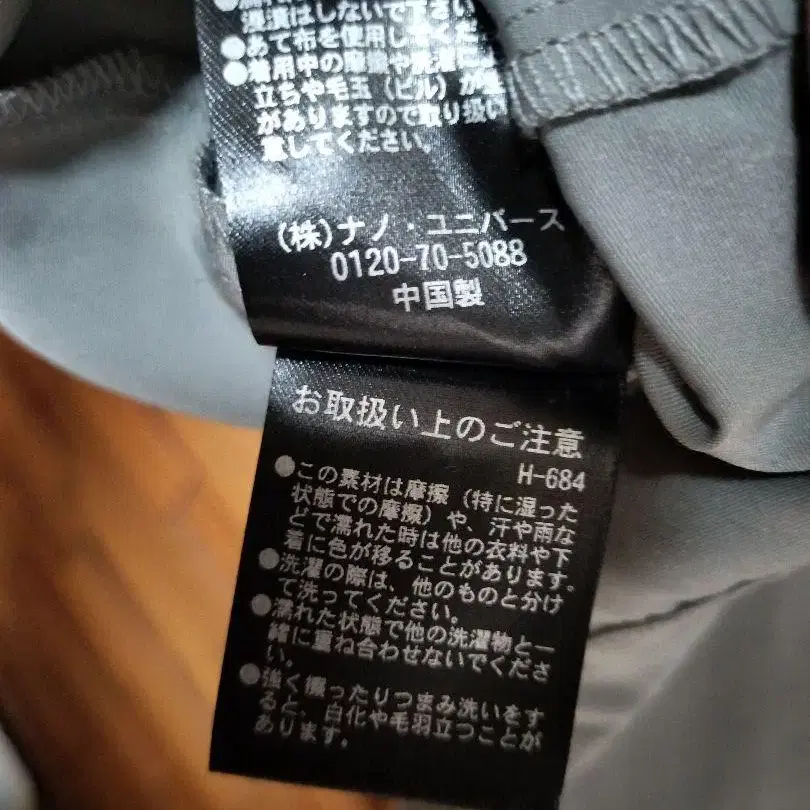 浸漬はしないで下さい
●あて布を使用してくだ
●着用中の摩擦や洗濯に
立ちや毛玉（ピル）が
がありますので取り扱い
意してください。
(株)ナノ・ユニバース
0120-70-5088
中国製
お取扱い上のご注意
H-684
●この素材は摩擦（特に湿った
状態での摩擦）や、汗や雨な
どで濡れた時は他の衣料や下
着に色が移ることがあります。
●洗濯の際は、他のものと分け
て洗ってください。
●濡れた状態で他の洗濯物と一
緒に重ね合わせないでくださ
い。
●強く擦ったりつまみ洗いをす
ると、白化や毛羽立つことが
あります。